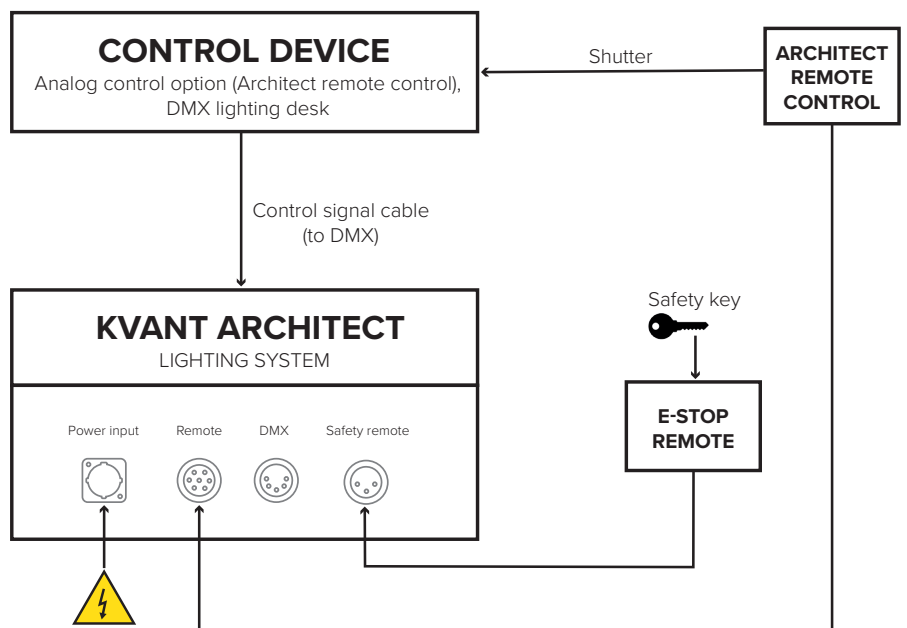 CONTROL DEVICE
Analog control option (Architect remote control),
DMX lighting desk
Shutter
ARCHITECT
REMOTE
CONTROL
Control signal cable
(to DMX)
KVANT ARCHITECT
LIGHTING SYSTEM
Safety key
E-STOP
REMOTE
Power input
Remote
DMX
Safety remote